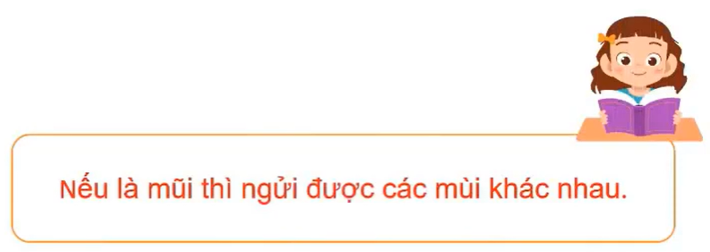 Nếu là mũi thì ngửi được các mùi khác nhau.